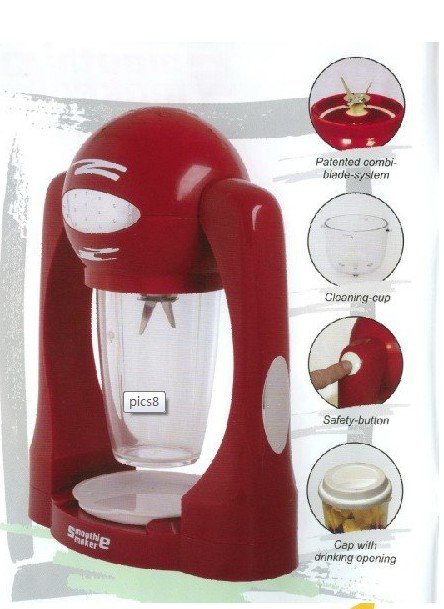 Patented combi-
blade-system
Cleaning-cup
pics8
Safety-button
Cap with
drinking opening
Smoothie
maker